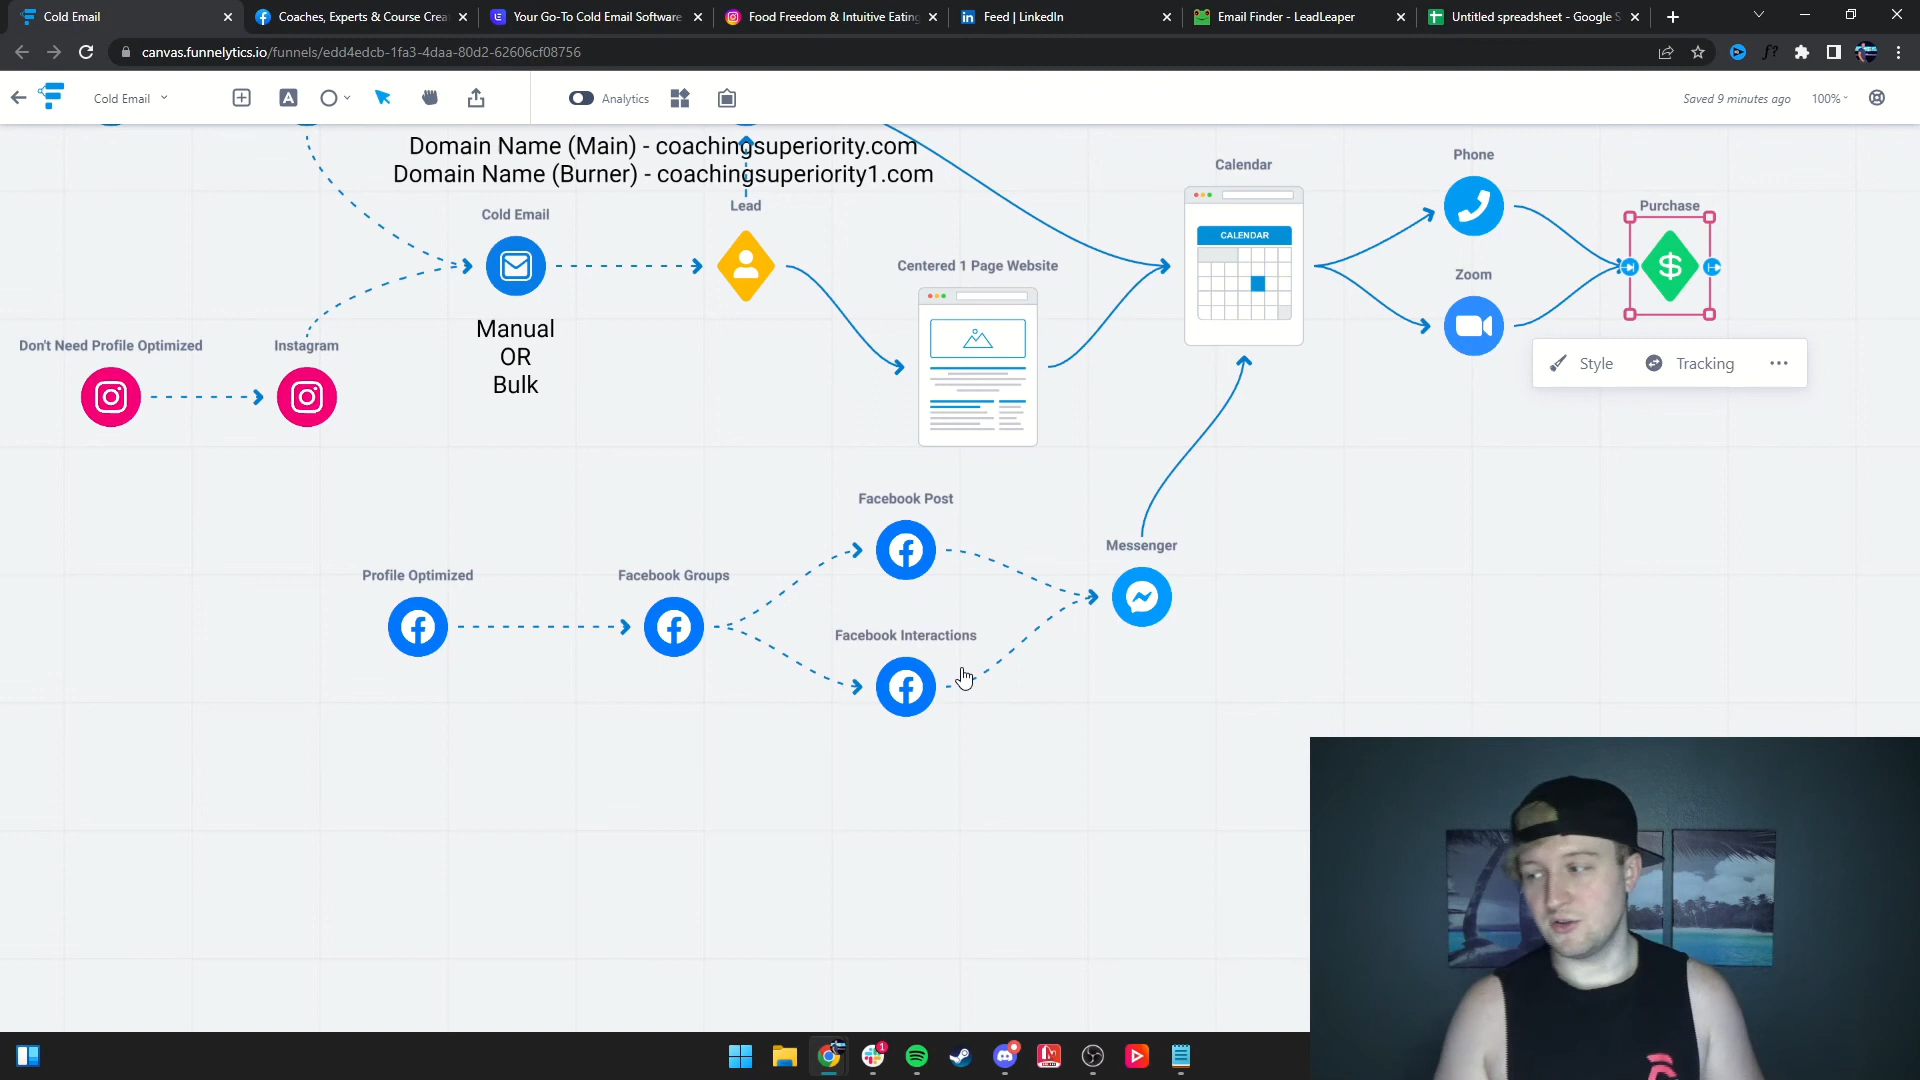 Cold Email
Coaches, Experts & Course Crea
Your Go-To Cold Email Software
Food Freedom & Intuitive Eating
Feed | LinkedIn
Email Finder - LeadLeaper
Untitled spreadsheet - Google S
canvas.funnelytics.io/funnels/edd4edcb-1fa3-4daa-80d2-62606cf08756
f?
Cold Email
A
Analytics
Saved 9 minutes ago
100%
Domain Name (Main) - coachingsuperiority.com
Domain Name (Burner) - coachingsuperiority1.com
Phone
Calendar
CALENDAR
Purchase
$
Lead
Cold Email
Centered 1 Page Website
Zoom
Manual
OR
Bulk
Don't Need Profile Optimized
Instagram
Style
Tracking
Facebook Post
Messenger
Profile Optimized
Facebook Groups
Facebook Interactions
1